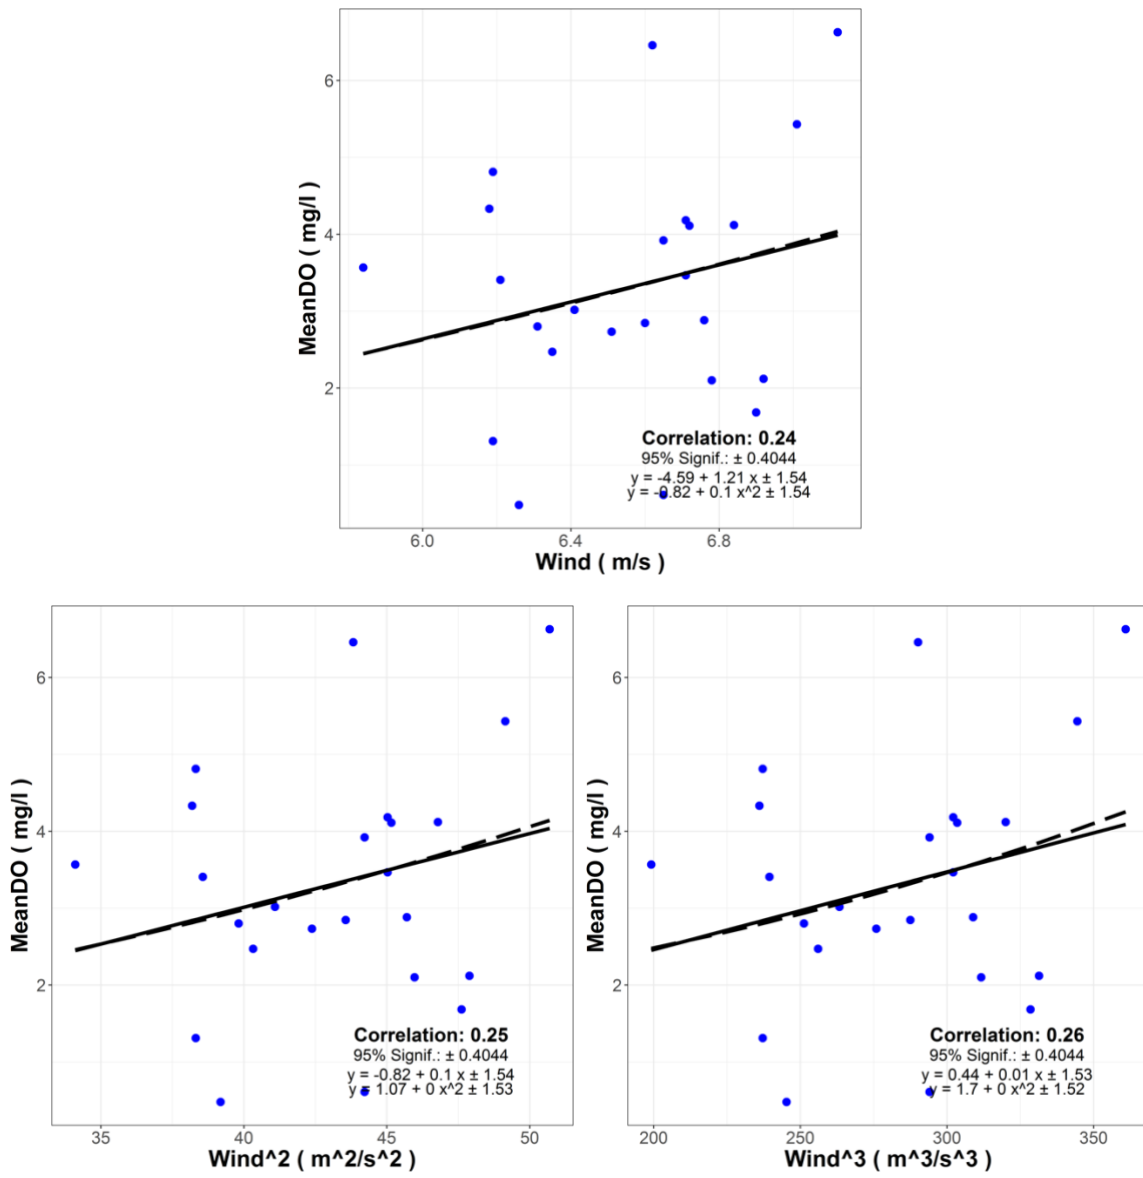 6
4
2
MeanDO ( mg/l )
Correlation: 0.24
95% Signif.: ± 0.4044
y = -4.59 + 1.21 x ± 1.54
y = -0.82 + 0.1 x^2 ± 1.54
6.0 6.4 6.8
Wind ( m/s )
6
4
2
MeanDO ( mg/l )
Correlation: 0.25
95% Signif.: ± 0.4044
y = -0.82 + 0.1 x ± 1.54
y = 1.07 + 0 x^2 ± 1.53
35 40 45 50
Wind^2 ( m^2/s^2 )
6
4
2
MeanDO ( mg/l )
Correlation: 0.26
95% Signif.: ± 0.4044
y = 0.44 + 0.01 x ± 1.53
y = 1.7 + 0 x^2 ± 1.52
200 250 300 350
Wind^3 ( m^3/s^3 )